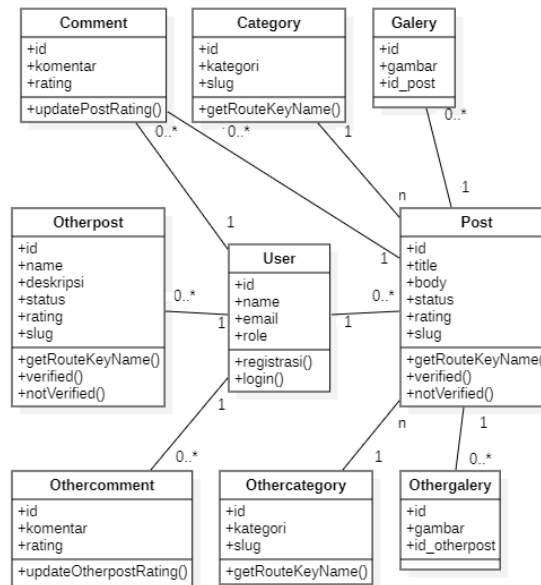 Comment
+id
+komentar
+rating
+updatePostRating()
Category
+id
+kategori
+slug
+getRouteKeyName()
Galery
+id
+gambar
+id_post
0..*
0..*
1
0..*
1
n
1
1
Otherpost
+id
+name
+deskripsi
+status
+rating
+slug
+getRouteKeyName()
+verified()
+notVerified()
0..*
1
User
+id
+name
+email
+role
+registrasi()
+login()
0..*
1
Post
+id
+title
+body
+status
+rating
+slug
+getRouteKeyName()
+verified()
+notVerified()
1
0..*
n
1
1
0..*
Othercomment
+id
+komentar
+rating
+updateOtherpostRating()
Othercategory
+id
+kategori
+slug
+getRouteKeyName()
Othergalery
+id
+gambar
+id_otherpost